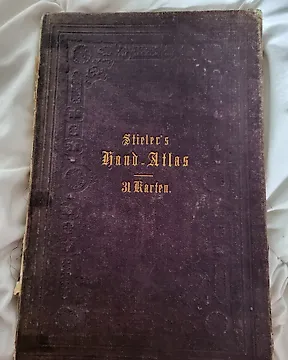 Stieler's
Hand-Atlas
31 Karten.